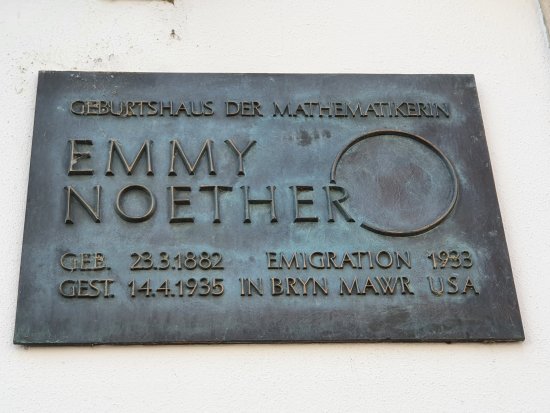 GEBURTSHAUS DER MATHEMATIKERIN
EMMY
NOETHER
GEB. 23.3.1882 EMIGRATION 1933
GEST. 14.4.1935 IN BRYN MAWR USA